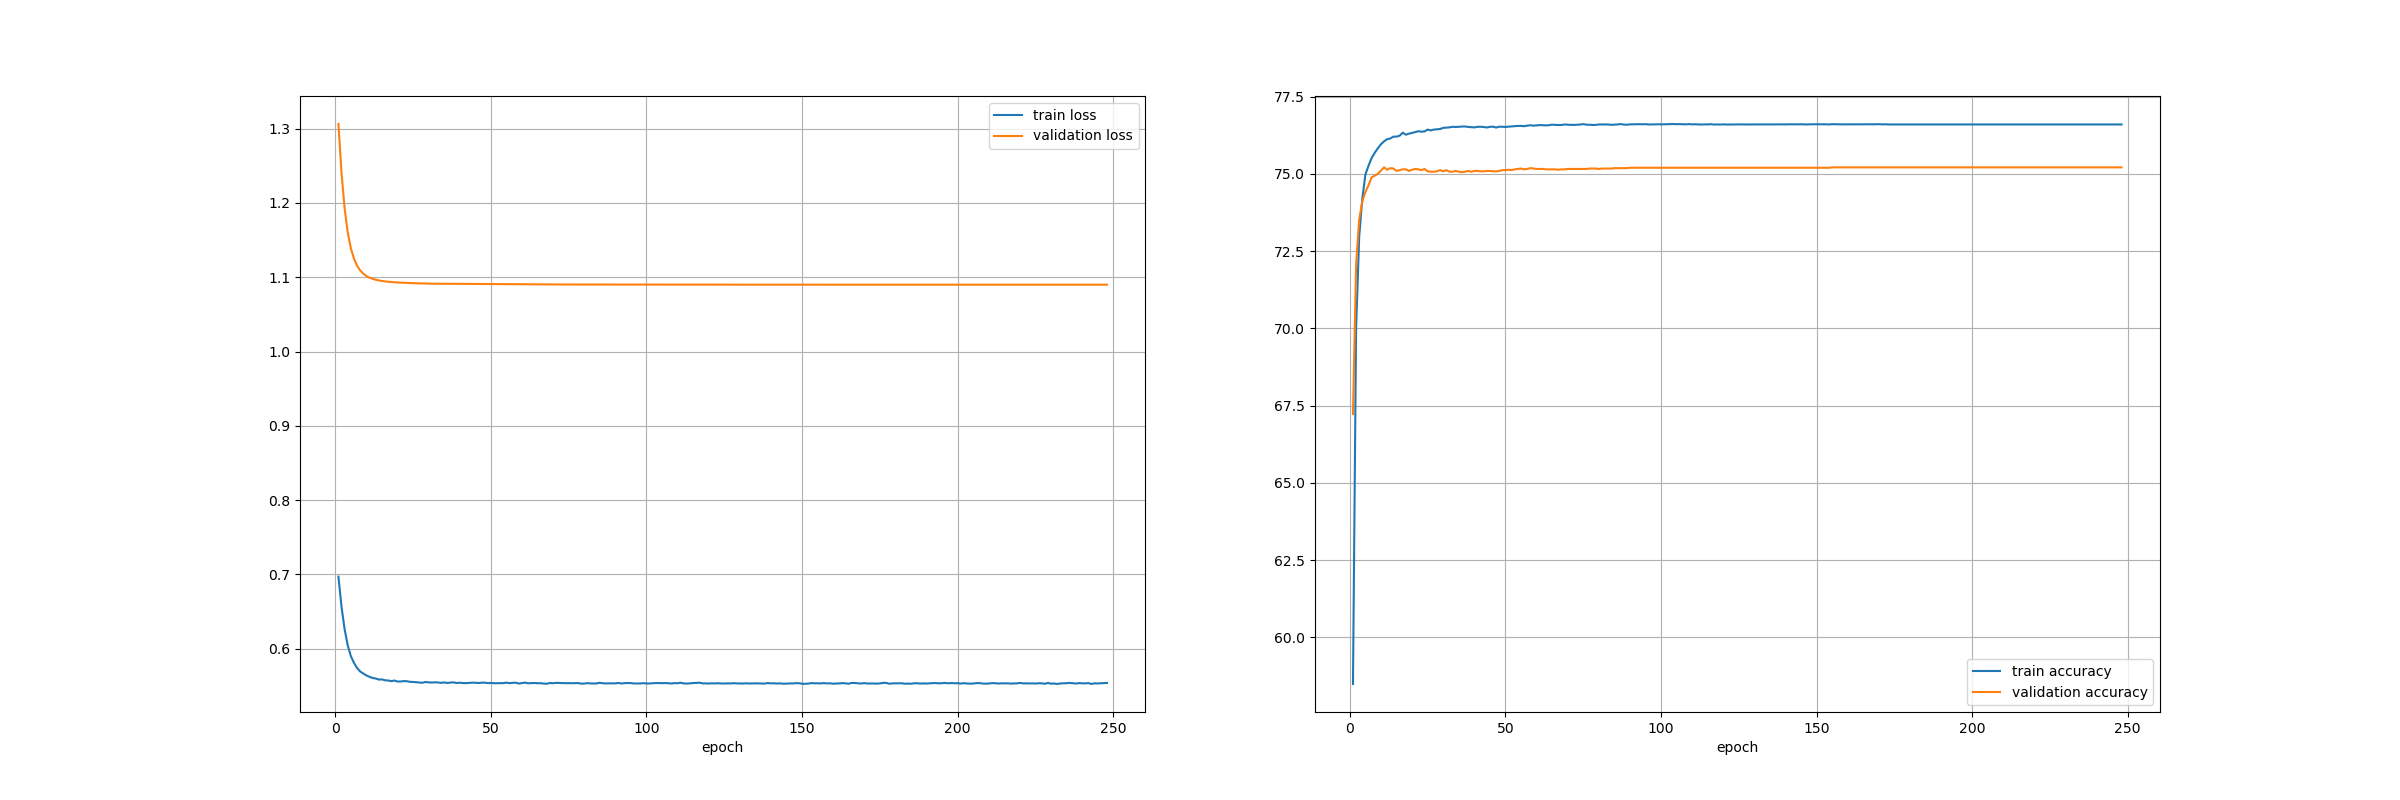 train loss
validation loss
1.3
1.2
1.1
1.0
0.9
0.8
0.7
0.6
0 50 100 150 200 250
epoch
77.5
75.0
72.5
70.0
67.5
65.0
62.5
60.0
train accuracy
validation accuracy
0 50 100 150 200 250
epoch